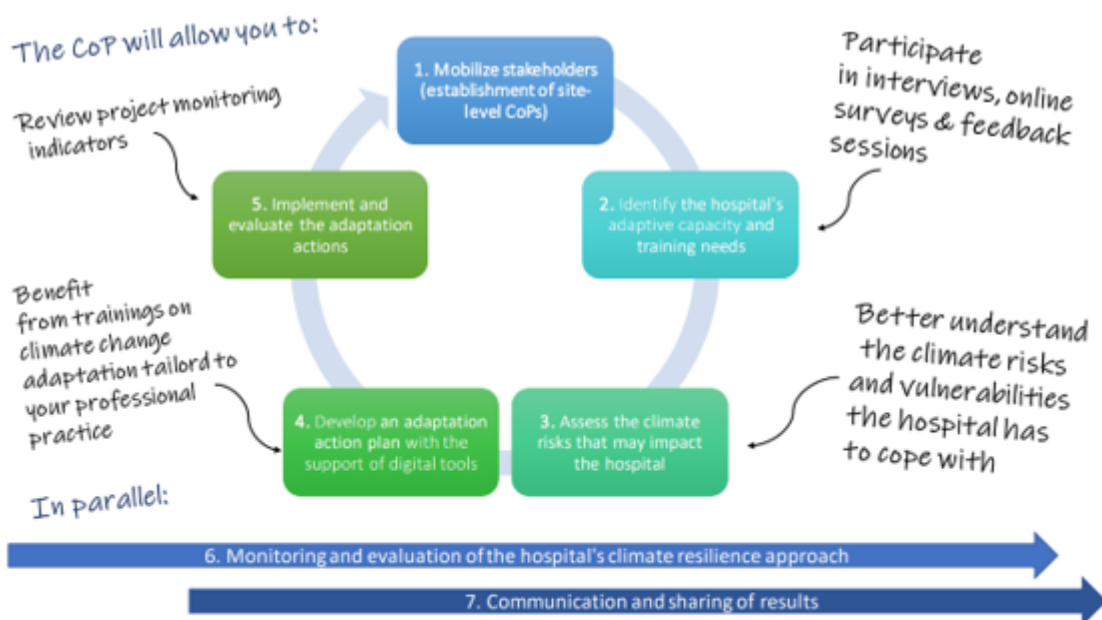 The CoP will allow you to:
1. Mobilize stakeholders
(establishment of site-
level CoPs)
Participate
in interviews, online
surveys & feedback
sessions
Review project monitoring
indicators
5. Implement and
evaluate the adaptation
actions
2. Identify the hospital's
adaptive capacity and
training needs
Benefit
from trainings on
climate change
adaptation tailord to
your professional
practice
Better understand
the climate risks
and vulnerabilities
the hospital has
to cope with
4. Develop an adaptation
action plan with the
support of digital tools
3. Assess the climate
risks that may impact
the hospital
In parallel:
6. Monitoring and evaluation of the hospital's climate resilience approach
7. Communication and sharing of results